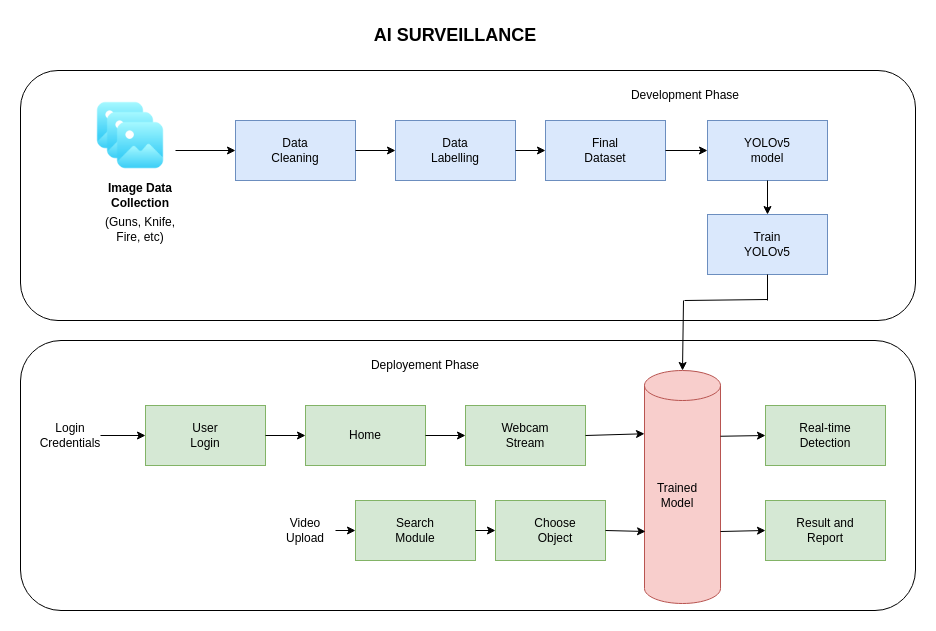 AI SURVEILLANCE
Development Phase
Image Data
Collection
(Guns, Knife,
Fire, etc)
Data
Cleaning
Data
Labelling
Final
Dataset
YOLOv5
model
Train
YOLOv5
Deployement Phase
Login
Credentials
User
Login
Home
Webcam
Stream
Trained
Model
Real-time
Detection
Video
Upload
Search
Module
Choose
Object
Result and
Report